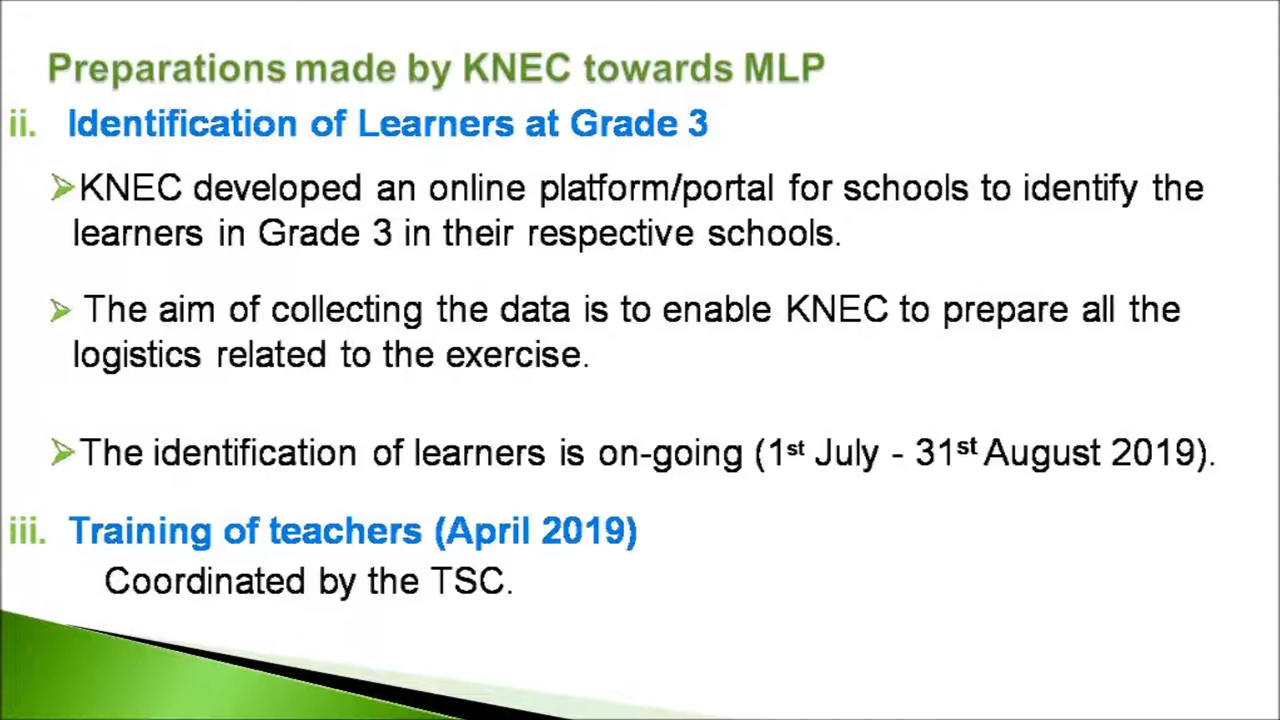 Preparations made by KNEC towards MLP
ii. Identification of Learners at Grade 3
KNEC developed an online platform/portal for schools to identify the
learners in Grade 3 in their respective schools.
The aim of collecting the data is to enable KNEC to prepare all the
logistics related to the exercise.
The identification of learners is on-going (1st July - 31st August 2019).
iii. Training of teachers (April 2019)
Coordinated by the TSC.